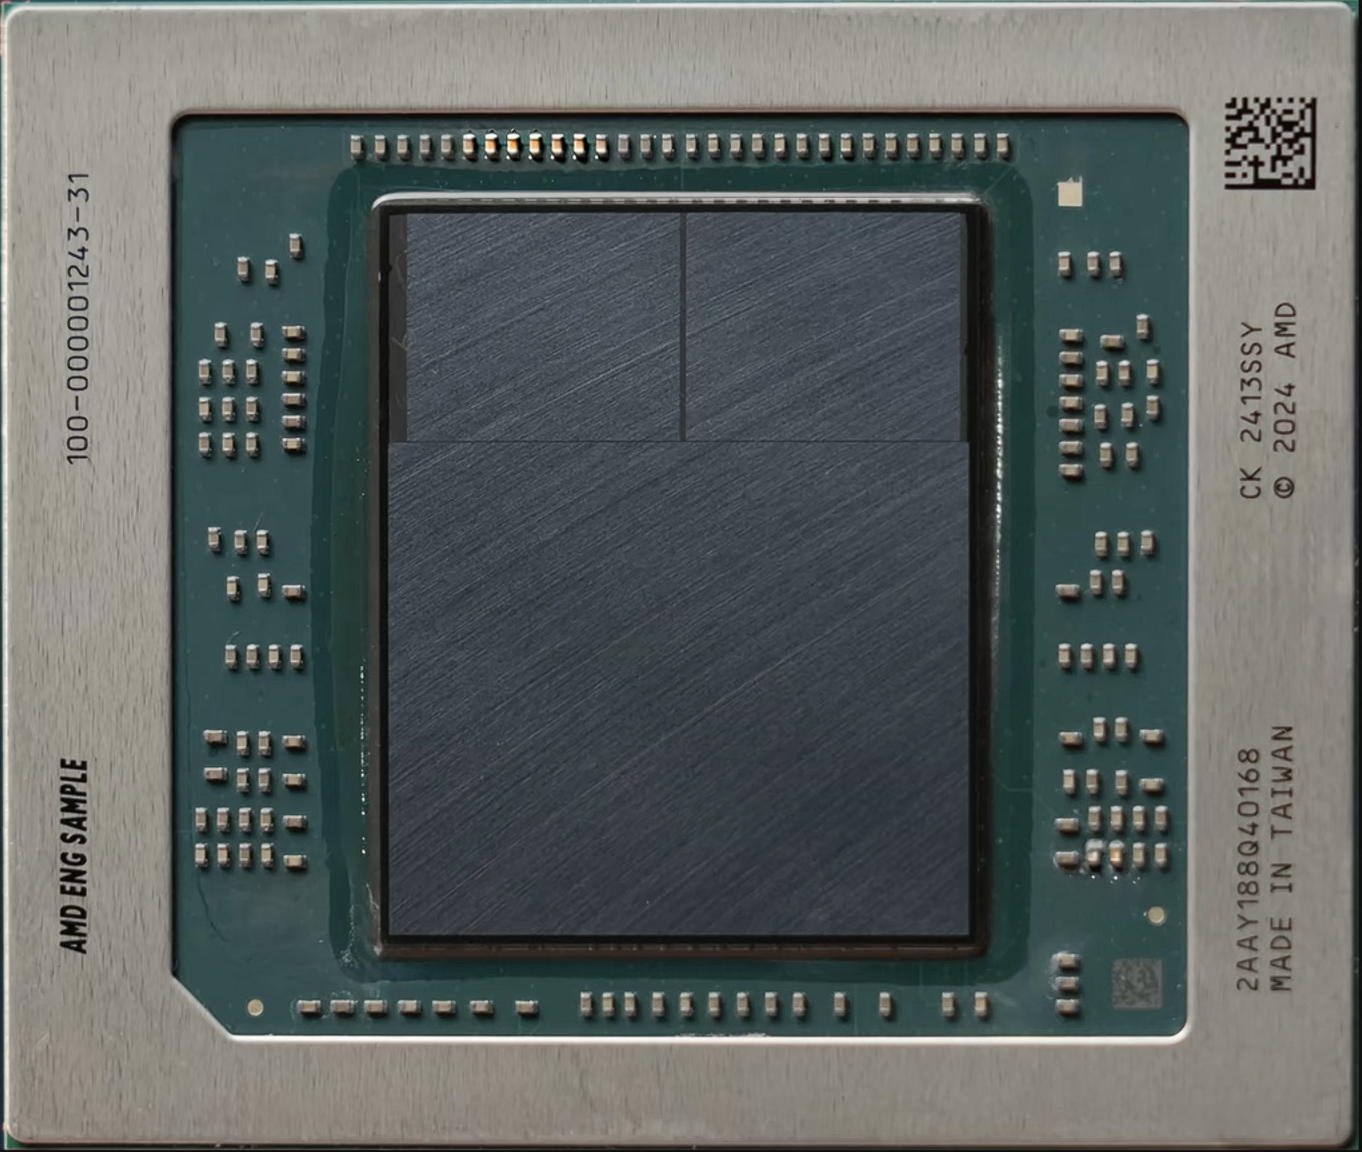 100-000001243-31
AMD ENG SAMPLE
CK 2413SSY
© 2024 AMD
2AAY188Q40168
MADE IN TAIWAN